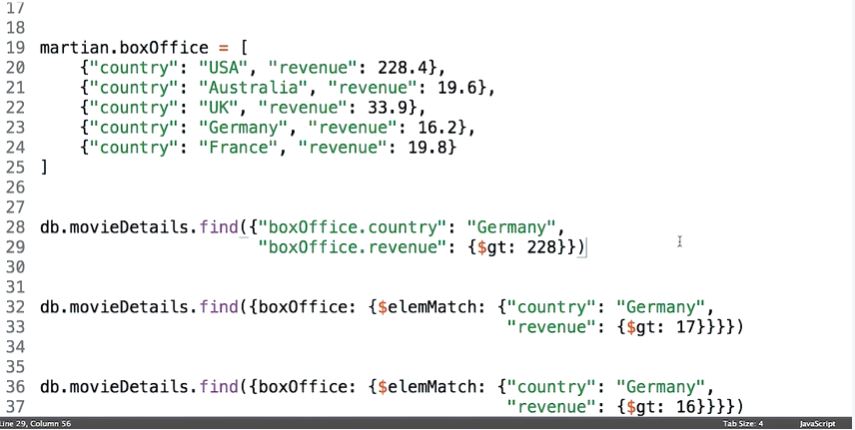 17
18
19 martian.boxOffice = [
20     {"country": "USA", "revenue": 228.4},
21     {"country": "Australia", "revenue": 19.6},
22     {"country": "UK", "revenue": 33.9},
23     {"country": "Germany", "revenue": 16.2},
24     {"country": "France", "revenue": 19.8}
25 ]
26
27
28 db.movieDetails.find({"boxOffice.country": "Germany",
29                       "boxOffice.revenue": {$gt: 228}})
30
31
32 db.movieDetails.find({boxOffice: {$elemMatch: {"country": "Germany",
33                                                "revenue": {$gt: 17}}}})
34
35
36 db.movieDetails.find({boxOffice: {$elemMatch: {"country": "Germany",
37                                                "revenue": {$gt: 16}}}})
Line 29, Column 56 Tab Size: 4 JavaScript